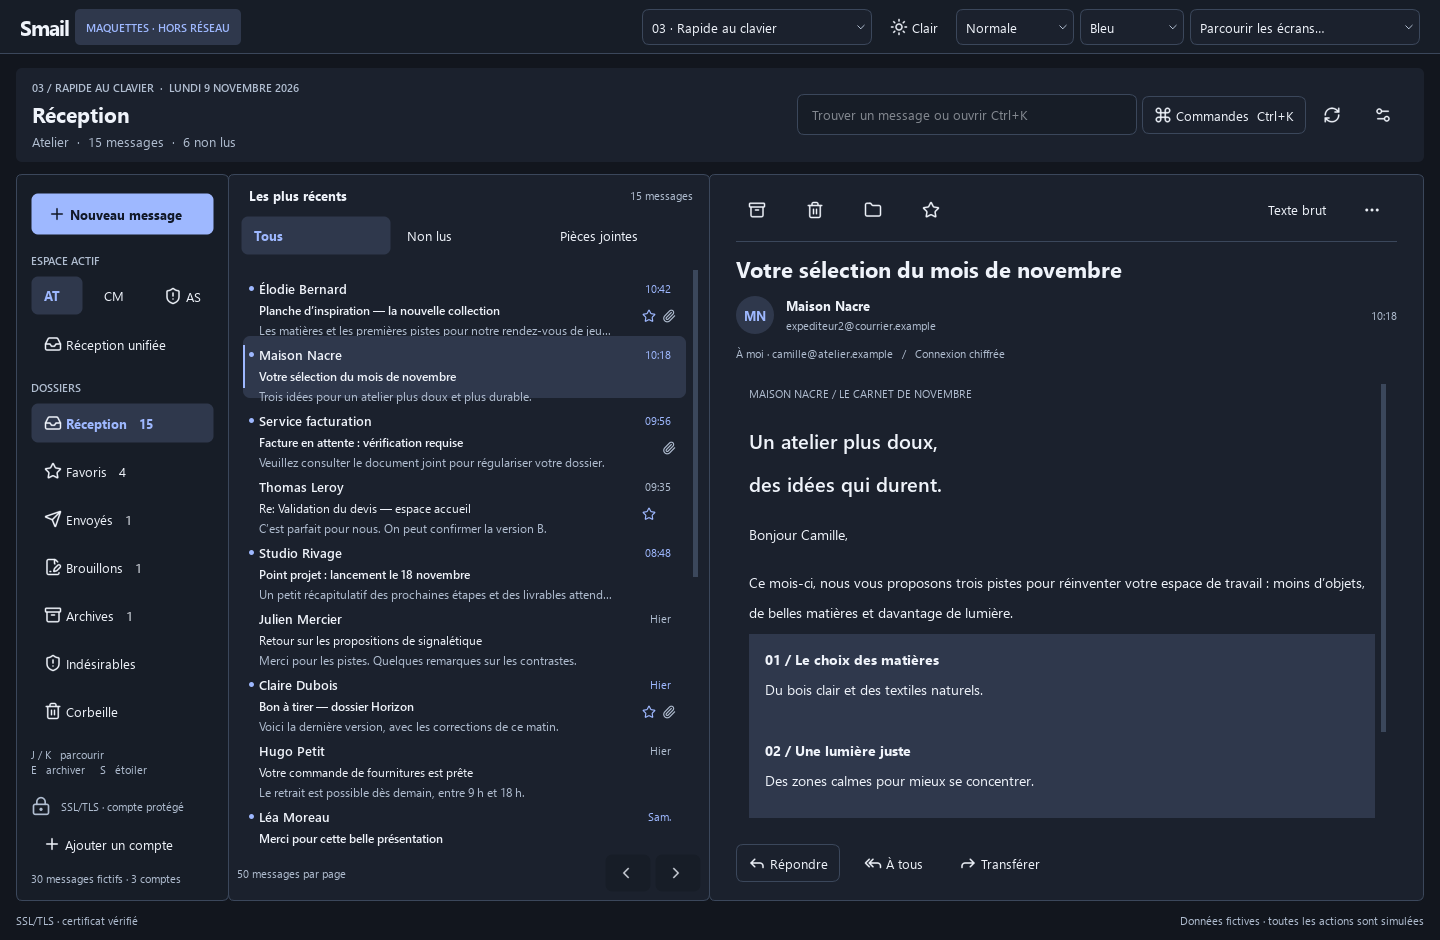 Smail
MAQUETTES · HORS RÉSEAU
03 · Rapide au clavier
Clair
Normale
Bleu
Parcourir les écrans...
03 / RAPIDE AU CLAVIER · LUNDI 9 NOVEMBRE 2026
Réception
Atelier · 15 messages · 6 non lus
Trouver un message ou ouvrir Ctrl+K
Commandes Ctrl+K
Nouveau message
ESPACE ACTIF
AT
CM
AS
Réception unifiée
DOSSIERS
Réception 15
Favoris 4
Envoyés 1
Brouillons 1
Archives 1
Indésirables
Corbeille
J / K parcourir
E archiver S étoiler
SSL/TLS · compte protégé
Ajouter un compte
30 messages fictifs · 3 comptes
Les plus récents
15 messages
Tous
Non lus
Pièces jointes
Élodie Bernard 10:42
Planche d'inspiration — la nouvelle collection
Les matières et les premières pistes pour notre rendez-vous de jeu...
Maison Nacre 10:18
Votre sélection du mois de novembre
Trois idées pour un atelier plus doux et plus durable.
Service facturation 09:56
Facture en attente : vérification requise
Veuillez consulter le document joint pour régulariser votre dossier.
Thomas Leroy 09:35
Re: Validation du devis — espace accueil
C'est parfait pour nous. On peut confirmer la version B.
Studio Rivage 08:48
Point projet : lancement le 18 novembre
Un petit récapitulatif des prochaines étapes et des livrables attend...
Julien Mercier Hier
Retour sur les propositions de signalétique
Merci pour les pistes. Quelques remarques sur les contrastes.
Claire Dubois Hier
Bon à tirer — dossier Horizon
Voici la dernière version, avec les corrections de ce matin.
Hugo Petit Hier
Votre commande de fournitures est prête
Le retrait est possible dès demain, entre 9 h et 18 h.
Léa Moreau Sam.
Merci pour cette belle présentation
50 messages par page
Texte brut
Votre sélection du mois de novembre
MN
Maison Nacre
expediteur2@courrier.example
10:18
À moi · camille@atelier.example / Connexion chiffrée
MAISON NACRE / LE CARNET DE NOVEMBRE
Un atelier plus doux,
des idées qui durent.
Bonjour Camille,
Ce mois-ci, nous vous proposons trois pistes pour réinventer votre espace de travail : moins d'objets,
de belles matières et davantage de lumière.
01 / Le choix des matières
Du bois clair et des textiles naturels.
02 / Une lumière juste
Des zones calmes pour mieux se concentrer.
Répondre
À tous
Transférer
SSL/TLS · certificat vérifié
Données fictives · toutes les actions sont simulées